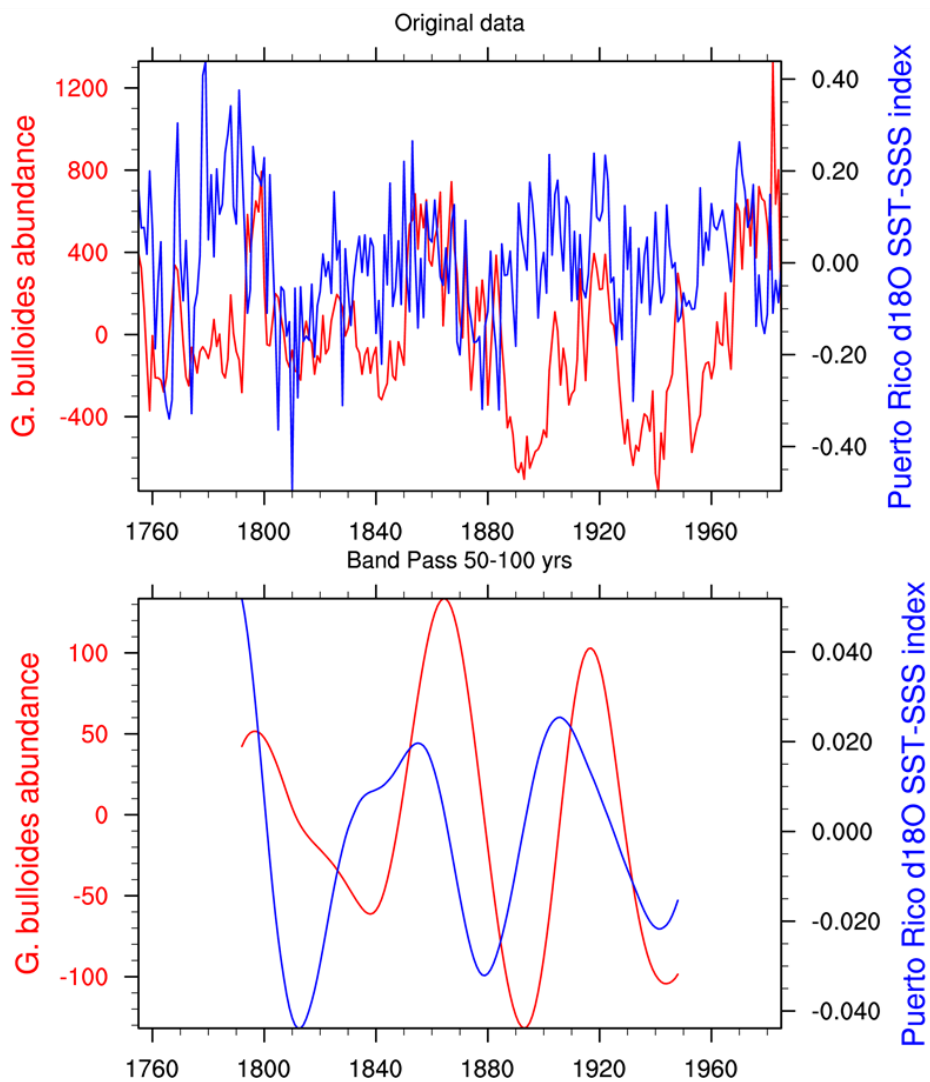 Original data
G. bulloides abundance
1200
800
400
0
-400
0.40
0.20
0.00
-0.20
-0.40
Puerto Rico d18O SST-SSS index
1760 1800 1840 1880 1920 1960
Band Pass 50-100 yrs
G. bulloides abundance
100
50
0
-50
-100
0.040
0.020
0.000
-0.020
-0.040
Puerto Rico d18O SST-SSS index
1760 1800 1840 1880 1920 1960